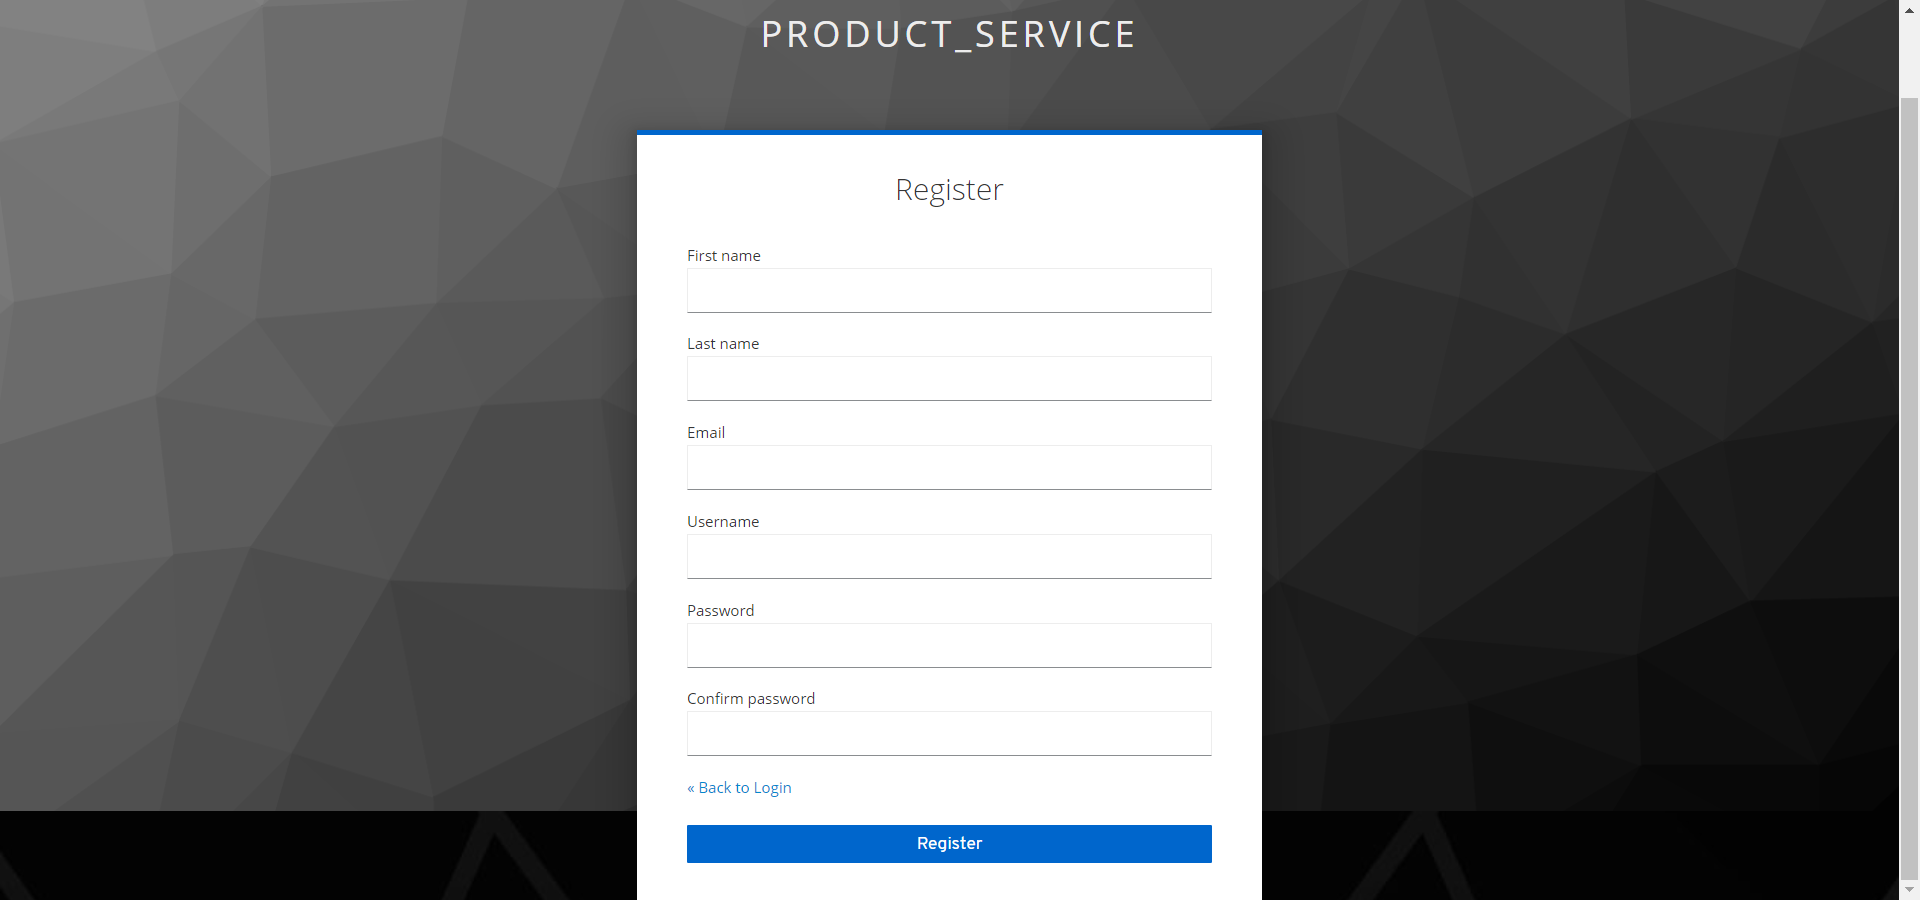 PRODUCT_SERVICE
Register
First name
Last name
Email
Username
Password
Confirm password
« Back to Login
Register